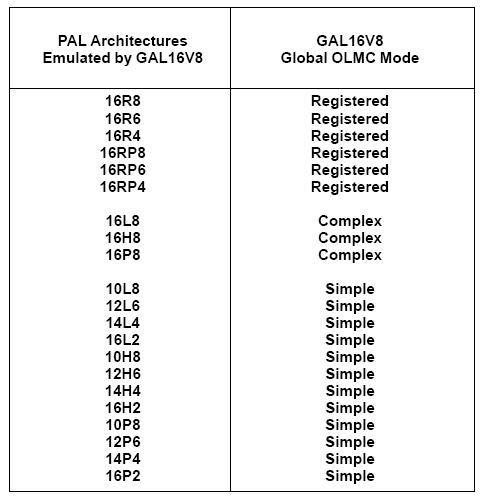 PAL Architectures GAL16V8
Emulated by GAL16V8 Global OLMC Mode
16R8 Registered
16R6 Registered
16R4 Registered
16RP8 Registered
16RP6 Registered
16RP4 Registered
16L8 Complex
16H8 Complex
16P8 Complex
10L8 Simple
12L6 Simple
14L4 Simple
16L2 Simple
10H8 Simple
12H6 Simple
14H4 Simple
16H2 Simple
10P8 Simple
12P6 Simple
14P4 Simple
16P2 Simple